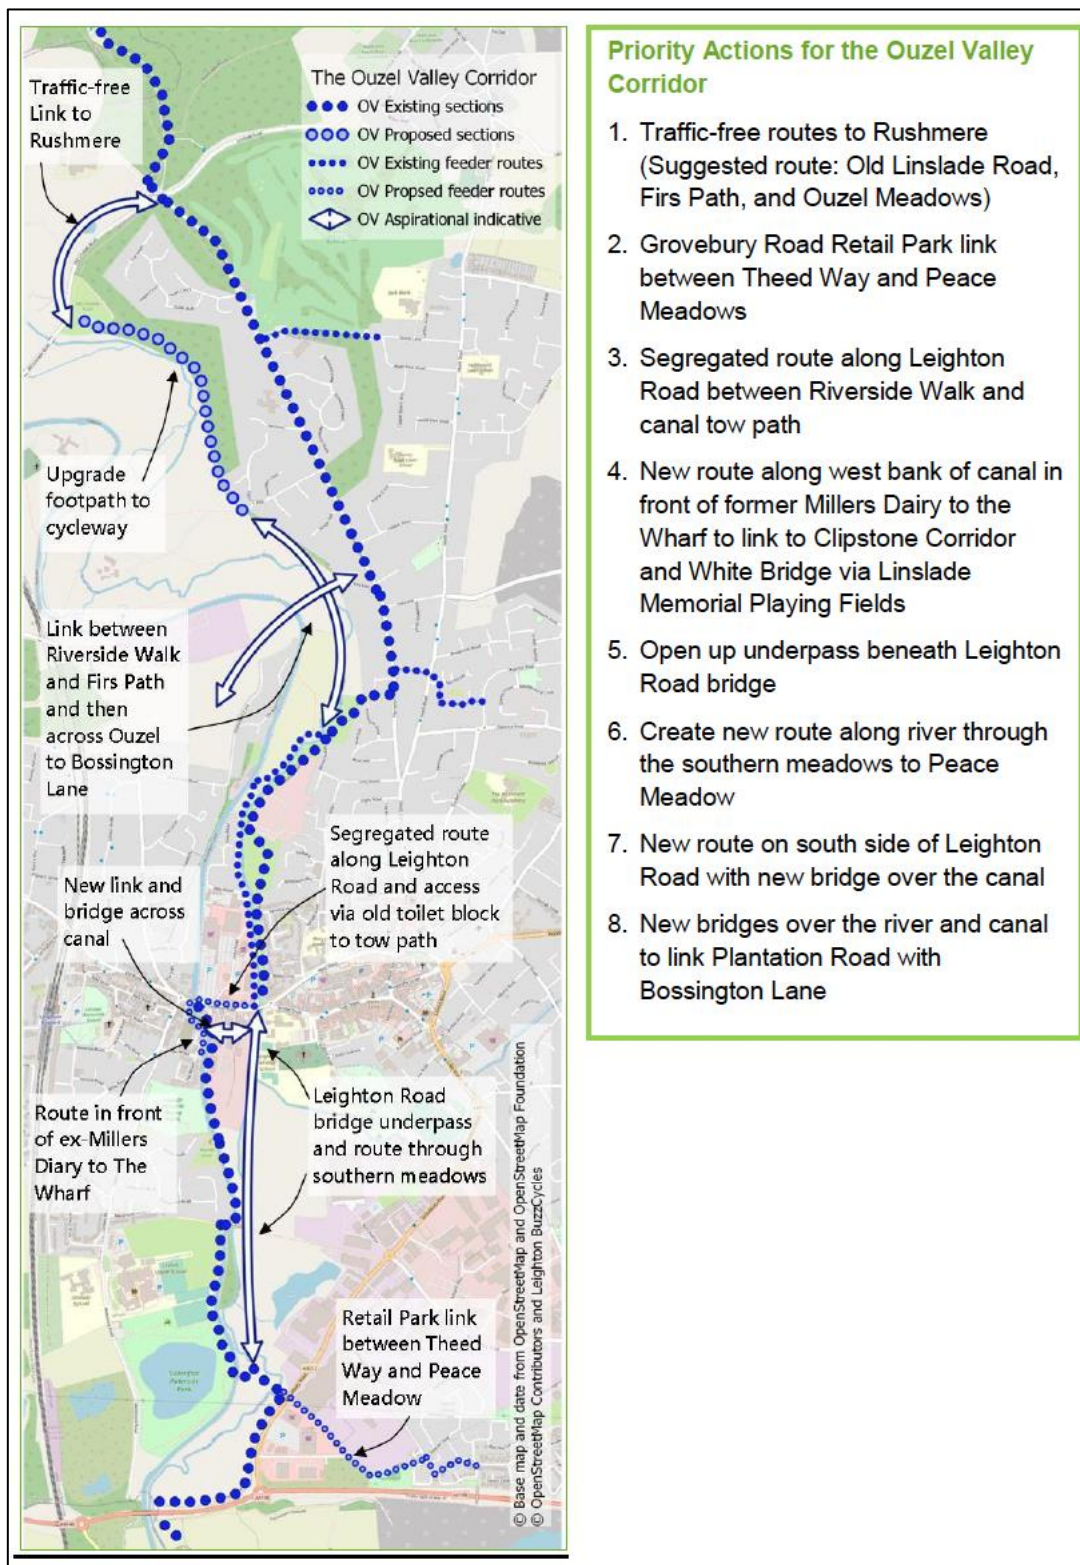 The Ouzel Valley Corridor
OV Existing sections
OV Proposed sections
OV Existing feeder routes
OV Propsed feeder routes
OV Aspirational indicative
Traffic-free
Link to
Rushmere
Upgrade
footpath to
cycleway
Link between
Riverside Walk
and Firs Path
and then
across Ouzel
to Bossington
Lane
Segregated route
along Leighton
Road and access
via old toilet block
to tow path
New link and
bridge across
canal
Route in front
of ex-Millers
Diary to The
Wharf
Leighton Road
bridge underpass
and route through
southern meadows
Retail Park link
between Theed
Way and Peace
Meadow
© Base map and date from OpenStreetMap and OpenStreetMap Foundation
© OpenStreetMap Contributors and Leighton BuzzCycles
Priority Actions for the Ouzel Valley
Corridor
1. Traffic-free routes to Rushmere
(Suggested route: Old Linslade Road,
Firs Path, and Ouzel Meadows)
2. Grovebury Road Retail Park link
between Theed Way and Peace
Meadows
3. Segregated route along Leighton
Road between Riverside Walk and
canal tow path
4. New route along west bank of canal in
front of former Millers Dairy to the
Wharf to link to Clipstone Corridor
and White Bridge via Linslade
Memorial Playing Fields
5. Open up underpass beneath Leighton
Road bridge
6. Create new route along river through
the southern meadows to Peace
Meadow
7. New route on south side of Leighton
Road with new bridge over the canal
8. New bridges over the river and canal
to link Plantation Road with
Bossington Lane